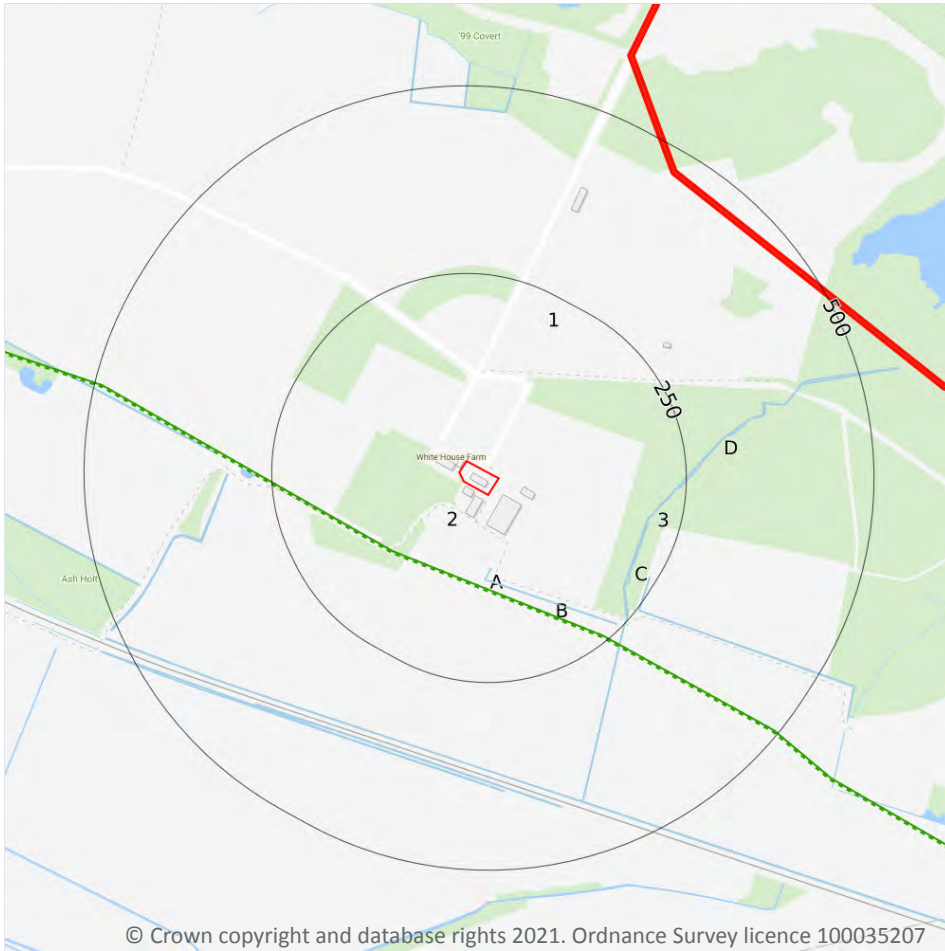 '99 Covert
500
1
250
D
White House Farm
2
3
C
A
Ash Holt
B
© Crown copyright and database rights 2021. Ordnance Survey licence 100035207